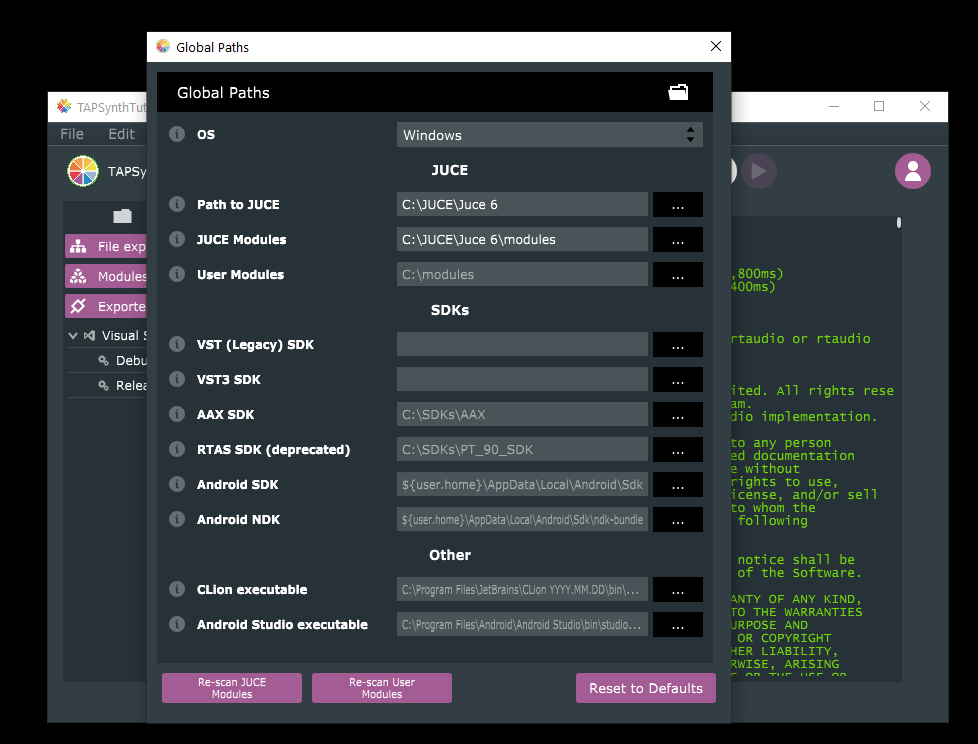 Global Paths
TAPSynthTut
File Edit
TAPSy
Global Paths
OS Windows
JUCE
Path to JUCE C:\JUCE\Juce 6 ...
JUCE Modules C:\JUCE\Juce 6\modules ...
User Modules C:\modules ...
SDKs
VST (Legacy) SDK ...
VST3 SDK ...
AAX SDK C:\SDKs\AAX ...
RTAS SDK (deprecated) C:\SDKs\PT_90_SDK ...
Android SDK ${user.home}\AppData\Local\Android\Sdk ...
Android NDK ${user.home}\AppData\Local\Android\Sdk\ndk-bundle ...
Other
CLion executable C:\Program Files\JetBrains\CLion YYYY.MM.DD\bin\... ...
Android Studio executable C:\Program Files\Android\Android Studio\bin\studio... ...
Re-scan JUCE
Modules
Re-scan User
Modules
Reset to Defaults
File exp
Modules
Exporte
Visual S
Debu
Relea
,800ms)
400ms)
rtaudio or rtaudio
ited. All rights rese
am.
dio implementation.
to any person
ed documentation
e without
rights to use,
icense, and/or sell
to whom the
following
notice shall be
of the Software.
ANTY OF ANY KIND,
TO THE WARRANTIES
URPOSE AND
OR COPYRIGHT
HER LIABILITY,
RWISE, ARISING
OR THE USE OR